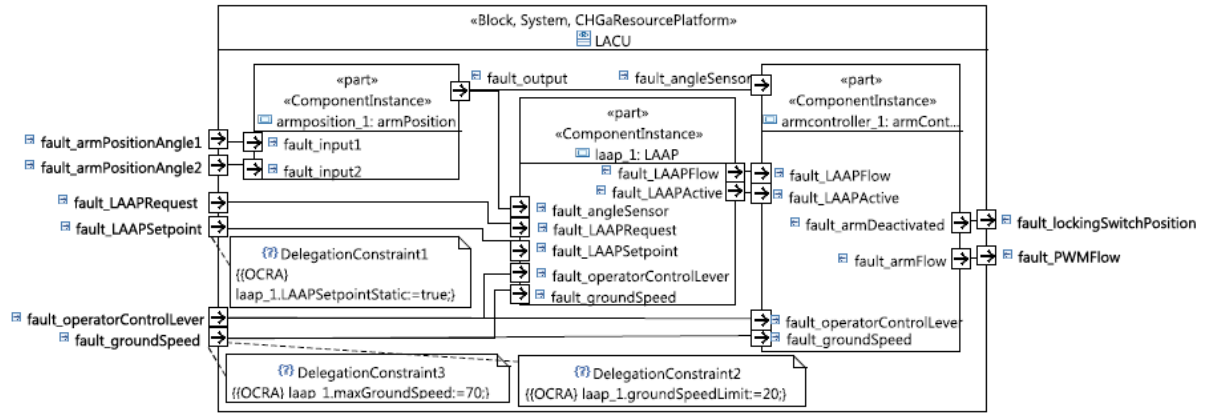 «Block, System, CHGaResourcePlatform»
LACU
«part»
«ComponentInstance»
armposition_1: armPosition
fault_input1
fault_input2
fault_output
fault_angleSensor
«part»
«ComponentInstance»
laap_1: LAAP
fault_LAAPFlow
fault_LAAPActive
fault_angleSensor
fault_LAAPRequest
fault_LAAPSetpoint
fault_operatorControlLever
fault_groundSpeed
«part»
«ComponentInstance»
armcontroller_1: armCont...
fault_LAAPFlow
fault_LAAPActive
fault_armDeactivated
fault_armFlow
fault_operatorControlLever
fault_groundSpeed
fault_armPositionAngle1
fault_armPositionAngle2
fault_LAAPRequest
fault_LAAPSetpoint
fault_operatorControlLever
fault_groundSpeed
fault_lockingSwitchPosition
fault_PWMFlow
{?} DelegationConstraint1
{{OCRA}
laap_1.LAAPSetpointStatic:=true;}
{?} DelegationConstraint3
{{OCRA} laap_1.maxGroundSpeed:=70;}
{?} DelegationConstraint2
{{OCRA} laap_1.groundSpeedLimit:=20;}